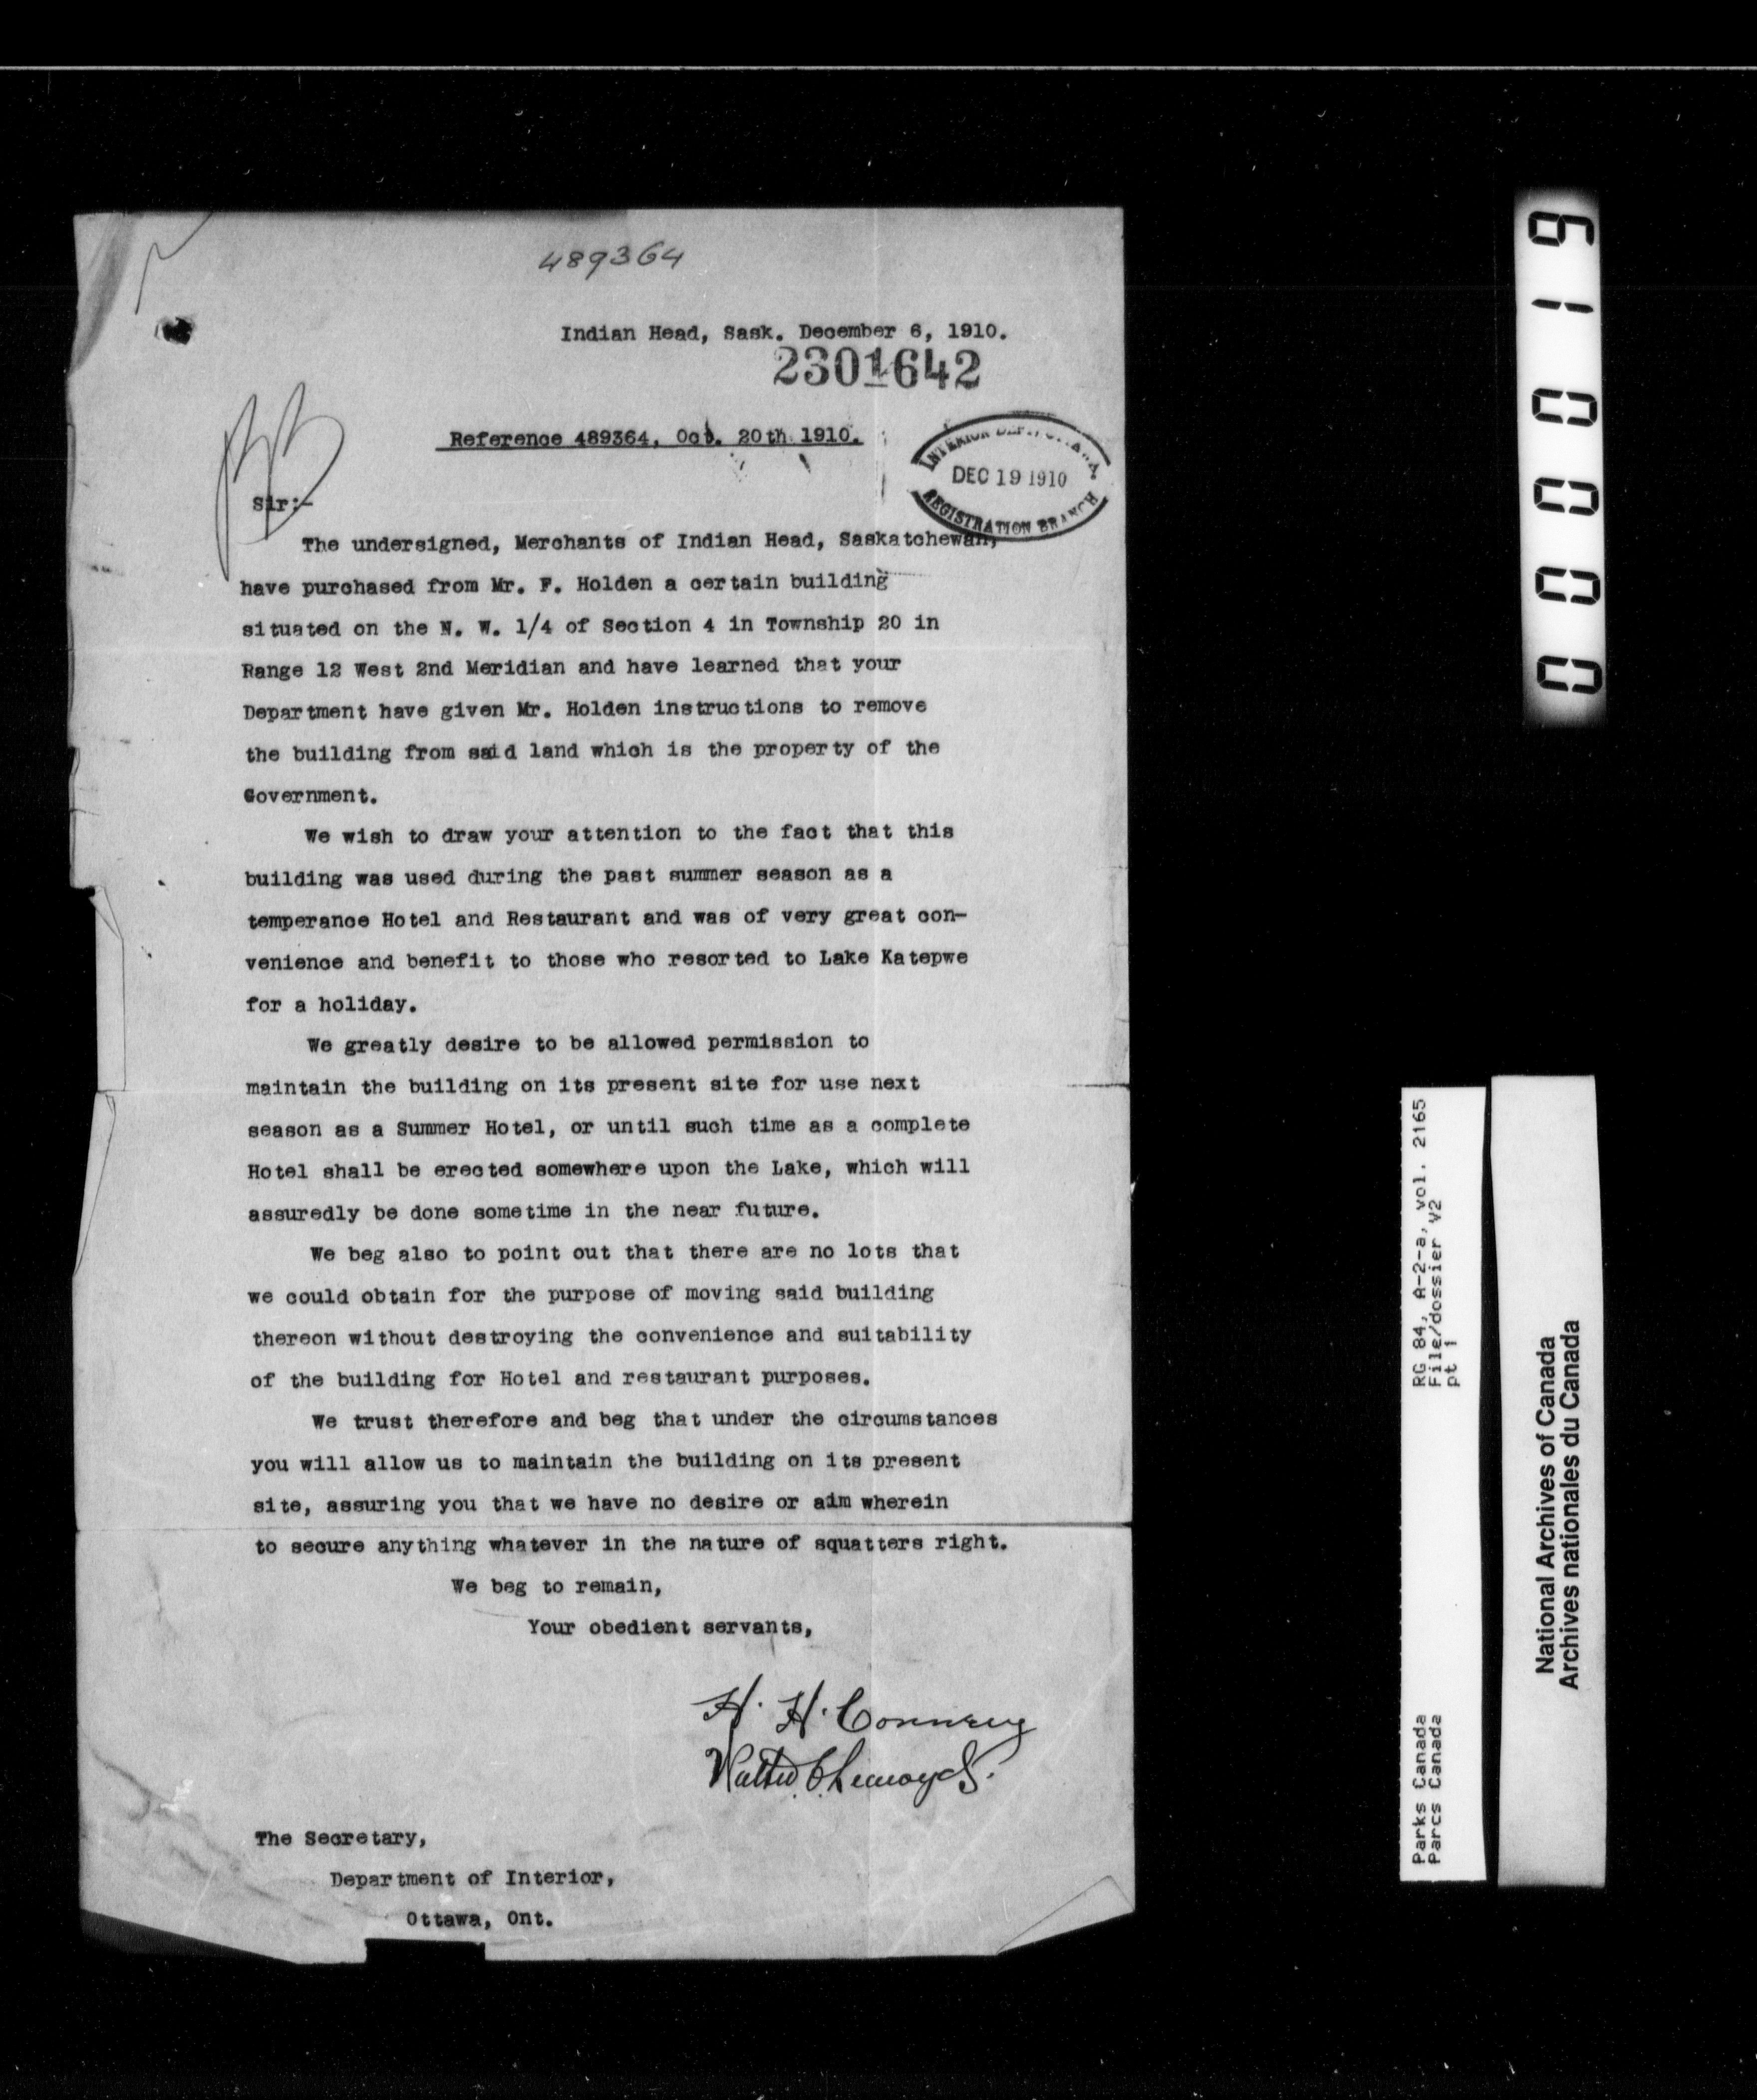 489364
Indian Head, Sask. December 6, 1910.
2301642
Reference 489364, Oct. 20th 1910.
INTERIOR DEPT. OTTAWA.
DEC 19 1910
REGISTRATION BRANCH
Sir:-
The undersigned, Merchants of Indian Head, Saskatchewan,
have purchased from Mr. F. Holden a certain building
situated on the N. W. 1/4 of Section 4 in Township 20 in
Range 12 West 2nd Meridian and have learned that your
Department have given Mr. Holden instructions to remove
the building from said land which is the property of the
Government.
We wish to draw your attention to the fact that this
building was used during the past summer season as a
temperance Hotel and Restaurant and was of very great con-
venience and benefit to those who resorted to Lake Katepwe
for a holiday.
We greatly desire to be allowed permission to
maintain the building on its present site for use next
season as a Summer Hotel, or until such time as a complete
Hotel shall be erected somewhere upon the Lake, which will
assuredly be done sometime in the near future.
We beg also to point out that there are no lots that
we could obtain for the purpose of moving said building
thereon without destroying the convenience and suitability
of the building for Hotel and restaurant purposes.
We trust therefore and beg that under the circumstances
you will allow us to maintain the building on its present
site, assuring you that we have no desire or aim wherein
to secure anything whatever in the nature of squatters right.
We beg to remain,
Your obedient servants,
H. H.
The Secretary,
Department of Interior,
Ottawa, Ont.
000016
RG 84, A-2-a, vol. 2165
File/dossier V2
pt 1
Parks Canada
Parcs Canada
National Archives of Canada
Archives nationales du Canada